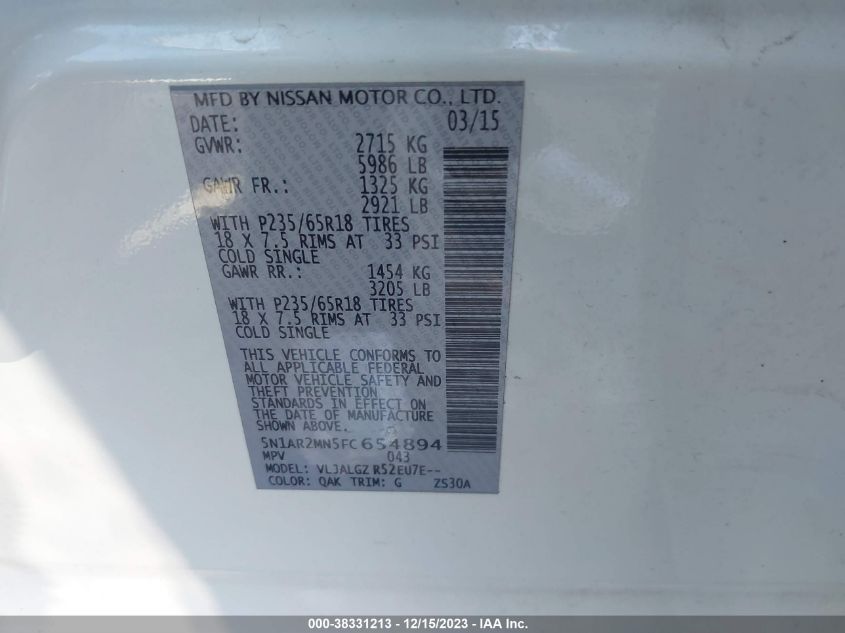 MFD BY NISSAN MOTOR CO., LTD.
DATE: 03/15
GVWR: 2715 KG
5986 LB
GAWR FR.: 1325 KG
2921 LB
WITH P235/65R18 TIRES
18 X 7.5 RIMS AT 33 PSI
COLD SINGLE
GAWR RR.: 1454 KG
3205 LB
WITH P235/65R18 TIRES
18 X 7.5 RIMS AT 33 PSI
COLD SINGLE
THIS VEHICLE CONFORMS TO
ALL APPLICABLE FEDERAL
MOTOR VEHICLE SAFETY AND
THEFT PREVENTION
STANDARDS IN EFFECT ON
THE DATE OF MANUFACTURE
SHOWN ABOVE.
5N1AR2MN5FC654894
MPV 043
MODEL: VLJALGZ R52EU7E--
COLOR: QAK TRIM: G ZS30A
000-38331213 - 12/15/2023 - IAA Inc.